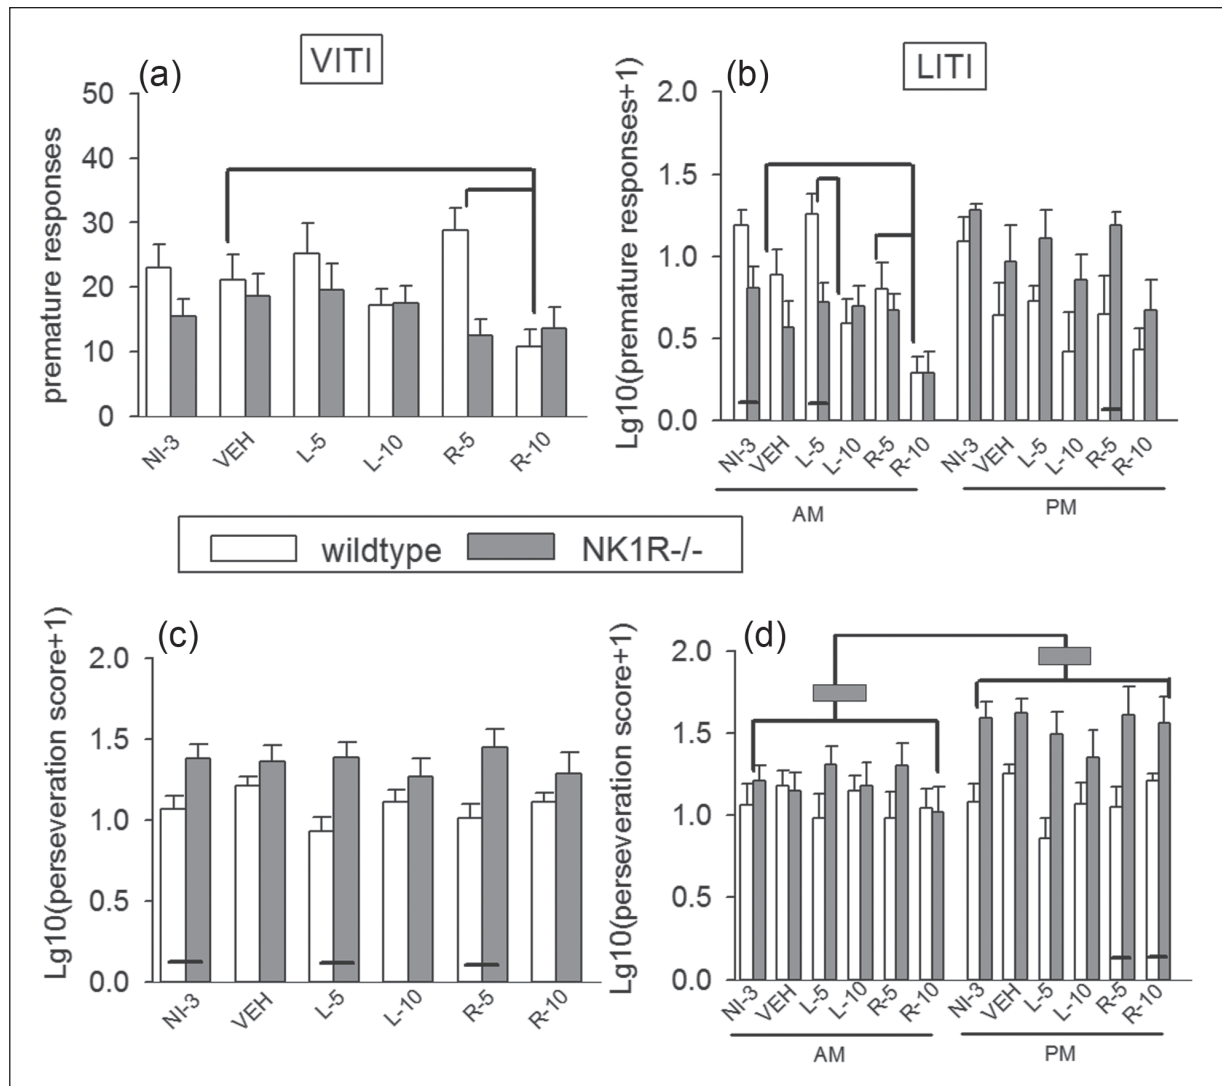 VITI
LITI
(a)
premature responses
50
40
30
20
10
0
NI-3 VEH L-5 L-10 R-5 R-10
(b)
Lg10(premature responses+1)
2.0
1.5
1.0
0.5
0.0
NI-3 VEH L-5 L-10 R-5 R-10 NI-3 VEH L-5 L-10 R-5 R-10
AM PM
wildtype NK1R-/-
(c)
Lg10(perseveration score+1)
2.0
1.5
1.0
0.5
0.0
NI-3 VEH L-5 L-10 R-5 R-10
(d)
Lg10(perseveration score+1)
2.0
1.5
1.0
0.5
0.0
NI-3 VEH L-5 L-10 R-5 R-10 NI-3 VEH L-5 L-10 R-5 R-10
AM PM